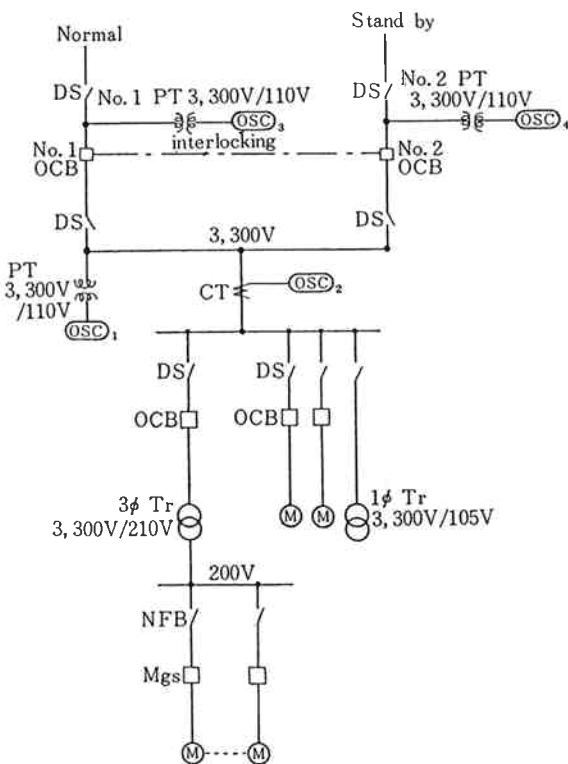 Normal
Stand by
DS
No.1 PT 3,300V/110V
OSC 3
interlocking
DS
No.2 PT
3,300V/110V
OSC 4
No.1
OCB
No.2
OCB
DS
DS
3,300V
PT
3,300V
/110V
OSC 1
CT
OSC 2
DS
DS
OCB
OCB
3φ Tr
3,300V/210V
M
M
1φ Tr
3,300V/105V
200V
NFB
Mgs
M
M